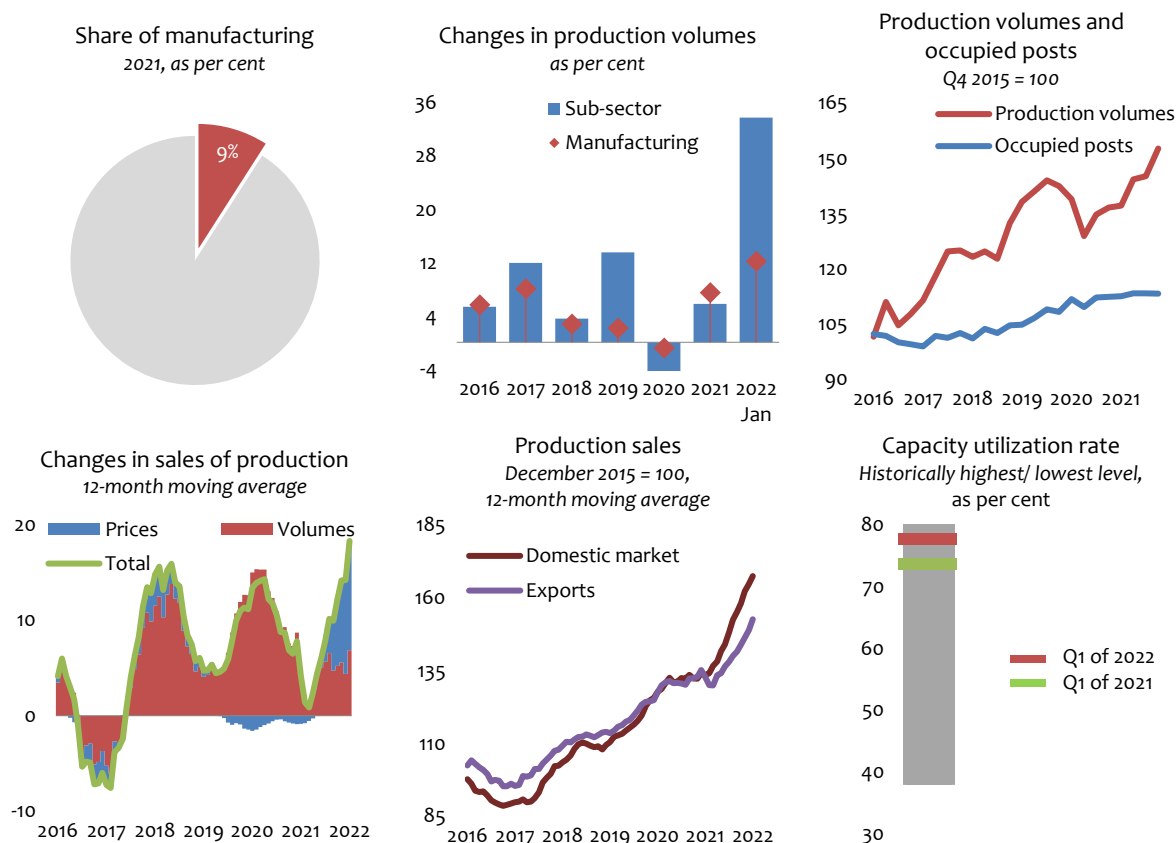 Share of manufacturing
2021, as per cent
9%
Changes in production volumes
as per cent
36
28
20
12
4
-4
Sub-sector
Manufacturing
2016 2017 2018 2019 2020 2021 2022
Jan
Production volumes and
occupied posts
Q4 2015 = 100
165
150
135
120
105
90
Production volumes
Occupied posts
2016 2017 2018 2019 2020 2021
Changes in sales of production
12-month moving average
20
10
0
-10
Prices
Volumes
Total
2016 2017 2018 2019 2020 2021 2022
Production sales
December 2015 = 100,
12-month moving average
185
160
135
110
85
Domestic market
Exports
2016 2017 2018 2019 2020 2021 2022
Capacity utilization rate
Historically highest/ lowest level,
as per cent
80
70
60
50
40
30
Q1 of 2022
Q1 of 2021